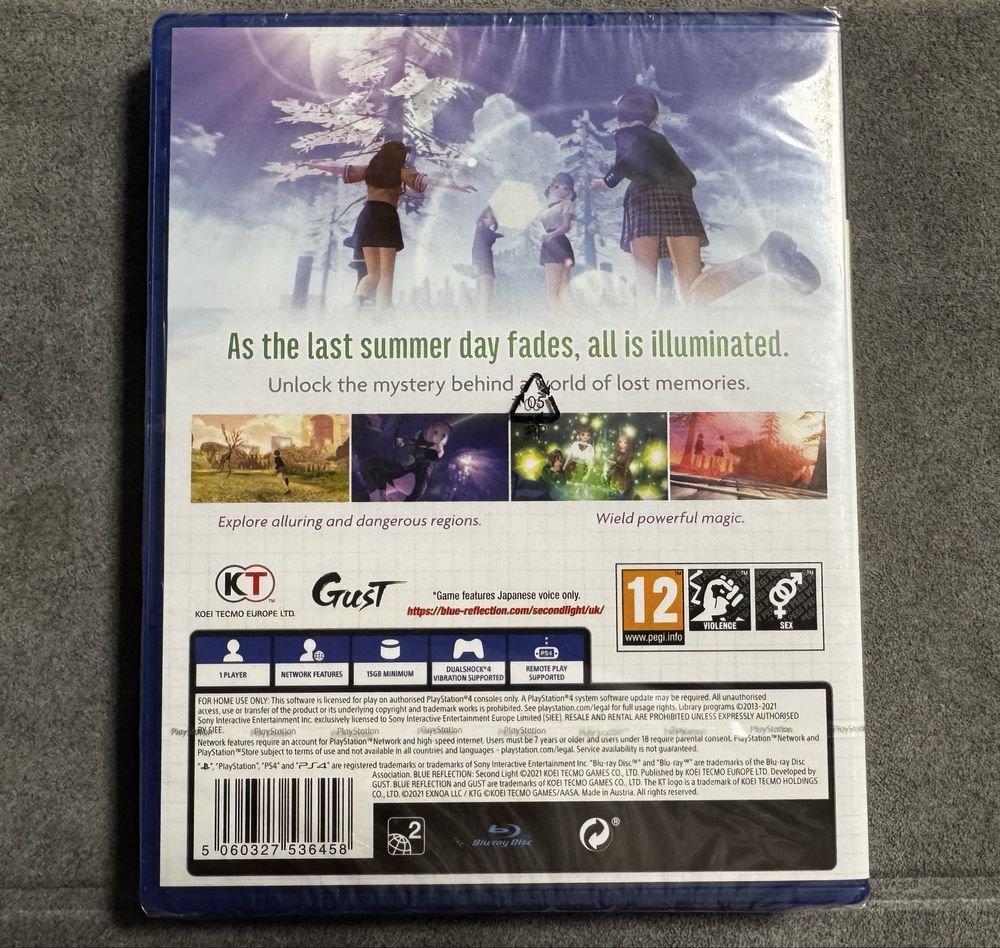 As the last summer day fades, all is illuminated.
Unlock the mystery behind a world of lost memories.
05
PP
Explore alluring and dangerous regions.
Wield powerful magic.
KT
TM
KOEI TECMO EUROPE LTD.
GUST
*Game features Japanese voice only.
https://blue-reflection.com/secondlight/uk/
12
www.pegi.info
VIOLENCE
SEX
1 PLAYER
NETWORK FEATURES
15GB MINIMUM
DUALSHOCK®4
VIBRATION SUPPORTED
PS4
REMOTE PLAY
SUPPORTED
FOR HOME USE ONLY: This software is licensed for play on authorised PlayStation®4 consoles only. A PlayStation®4 system software update may be required. All unauthorised
access, use or transfer of the product or its underlying copyright and trademark works is prohibited. See playstation.com/legal for full usage rights. Library programs ©2013-2021
Sony Interactive Entertainment Inc. exclusively licensed to Sony Interactive Entertainment Europe Limited (SIEE). RESALE AND RENTAL ARE PROHIBITED UNLESS EXPRESSLY AUTHORISED
BY SIEE.
PlayStation PlayStation PlayStation PlayStation PlayStation PlayStation
Network features require an account for PlayStation™Network and high-speed internet. Users must be 7 years or older and users under 18 require parental consent. PlayStation™Network and
PlayStation™Store subject to terms of use and not available in all countries and languages – playstation.com/legal. Service availability is not guaranteed.
" ", "PlayStation", "PS4" and "PS4" are registered trademarks or trademarks of Sony Interactive Entertainment Inc. "Blu-ray Disc™" and "Blu-ray™" are trademarks of the Blu-ray Disc
Association. BLUE REFLECTION: Second Light ©2021 KOEI TECMO GAMES CO., LTD. Published by KOEI TECMO EUROPE LTD. Developed by
GUST. BLUE REFLECTION and GUST are trademarks of KOEI TECMO GAMES CO., LTD. The KT logo is a trademark of KOEI TECMO HOLDINGS
CO., LTD. ©2021 EXNOA LLC / KTG ©KOEI TECMO GAMES/AASA. Made in Austria. All rights reserved.
5 060327 536458
2
Blu-ray Disc
®